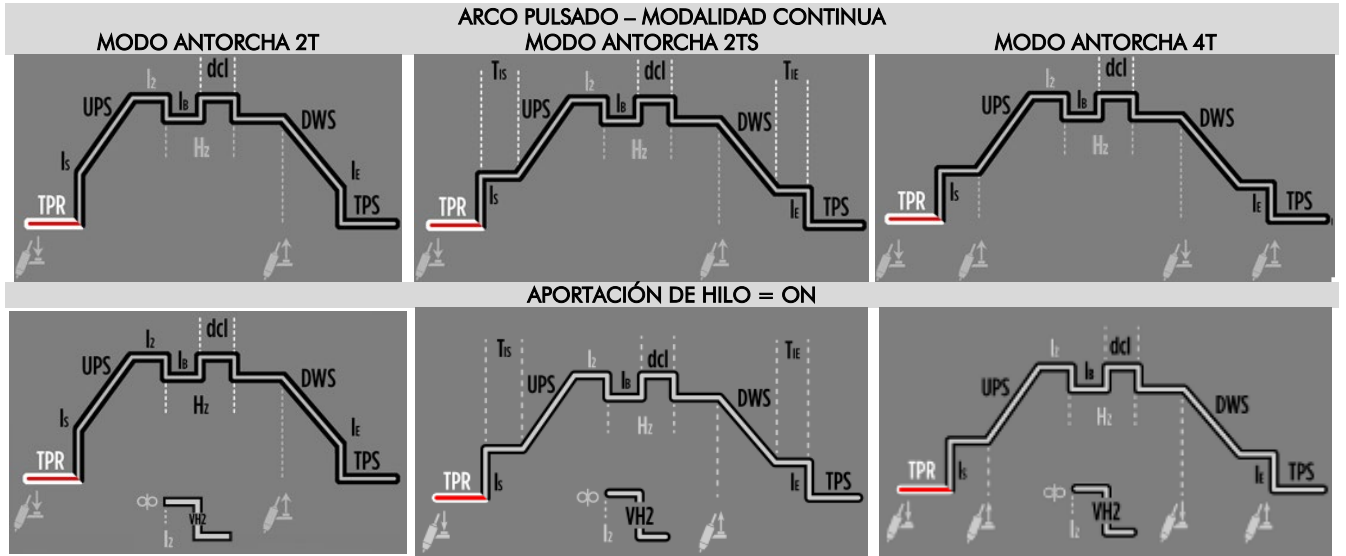 ARCO PULSADO – MODALIDAD CONTINUA
MODO ANTORCHA 2T
MODO ANTORCHA 2TS
MODO ANTORCHA 4T
I2
dcl
UPS
IB
DWS
H2
IS
IE
TPR
TPS
TIS
I2
dcl
TIE
UPS
IB
DWS
H2
IS
IE
TPR
TPS
I2
dcl
UPS
IB
DWS
H2
IS
IE
TPR
TPS
APORTACIÓN DE HILO = ON
I2
dcl
UPS
IB
DWS
H2
IS
IE
TPR
TPS
VH2
I2
TIS
I2
dcl
TIE
UPS
IB
DWS
H2
IS
IE
TPR
TPS
VH2
I2
I2
dcl
UPS
IB
DWS
H2
IS
IE
TPR
TPS
VH2
I2